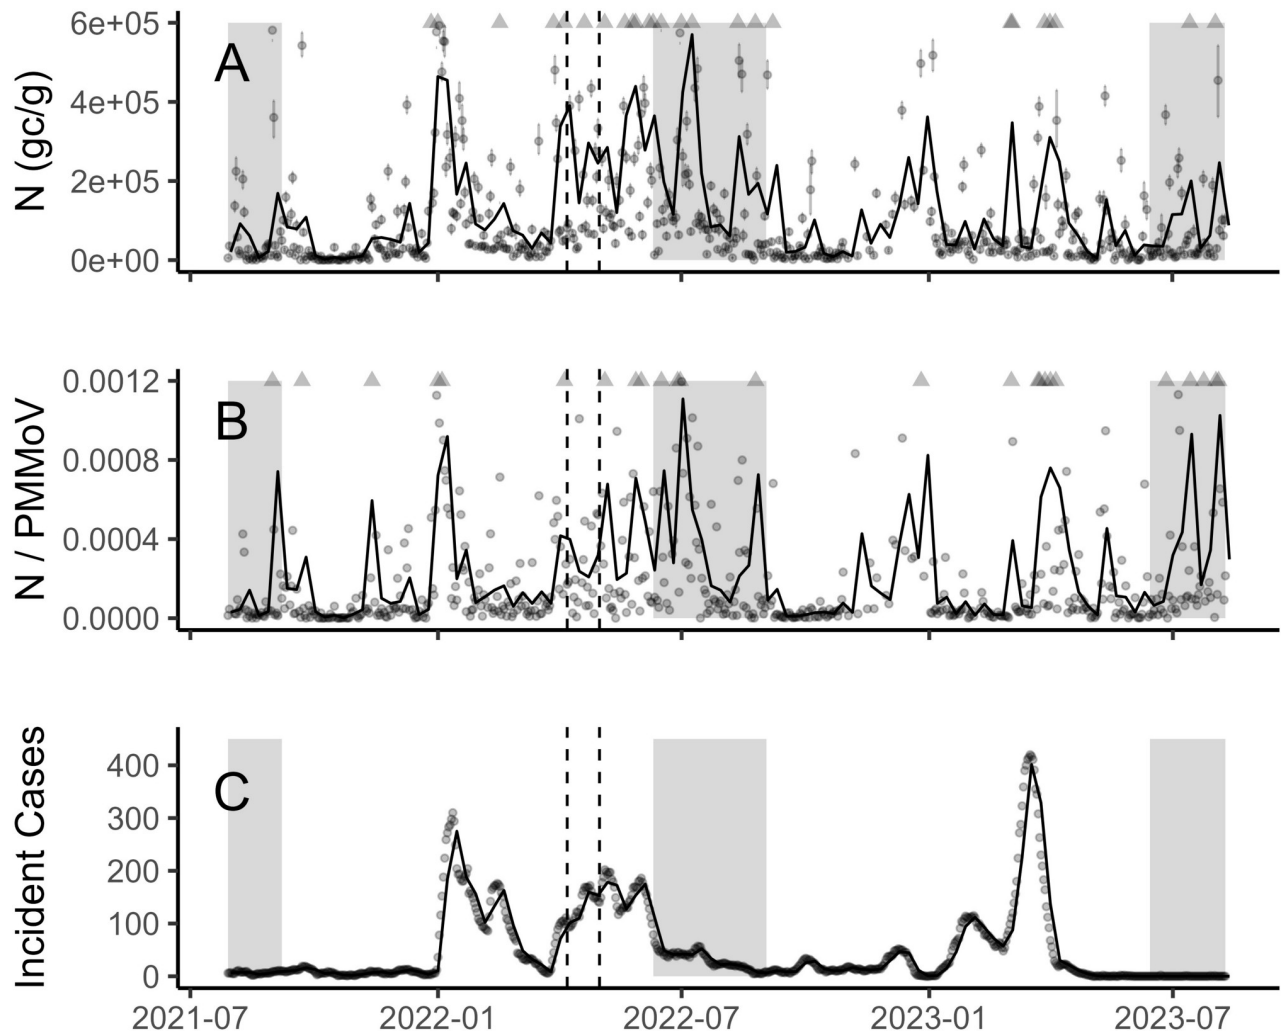 A
N (gc/g)
6e+05
4e+05
2e+05
0e+00
B
N / PMMoV
0.0012
0.0008
0.0004
0.0000
C
Incident Cases
400
300
200
100
0
2021-07 2022-01 2022-07 2023-01 2023-07